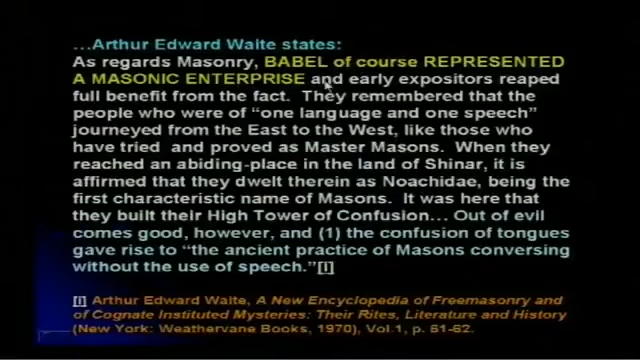 …Arthur Edward Waite states:
As regards Masonry, BABEL of course REPRESENTED
A MASONIC ENTERPRISE and early expositors reaped
full benefit from the fact. They remembered that the
people who were of "one language and one speech"
journeyed from the East to the West, like those who
have tried and proved as Master Masons. When they
reached an abiding-place in the land of Shinar, it is
affirmed that they dwelt therein as Noachidae, being the
first characteristic name of Masons. It was here that
they built their High Tower of Confusion... Out of evil
comes good, however, and (1) the confusion of tongues
gave rise to "the ancient practice of Masons conversing
without the use of speech."[i]
[i] Arthur Edward Waite, A New Encyclopedia of Freemasonry and
of Cognate Instituted Mysteries: Their Rites, Literature and History
(New York: Weathervane Books, 1970), Vol.1, p. 61-62.